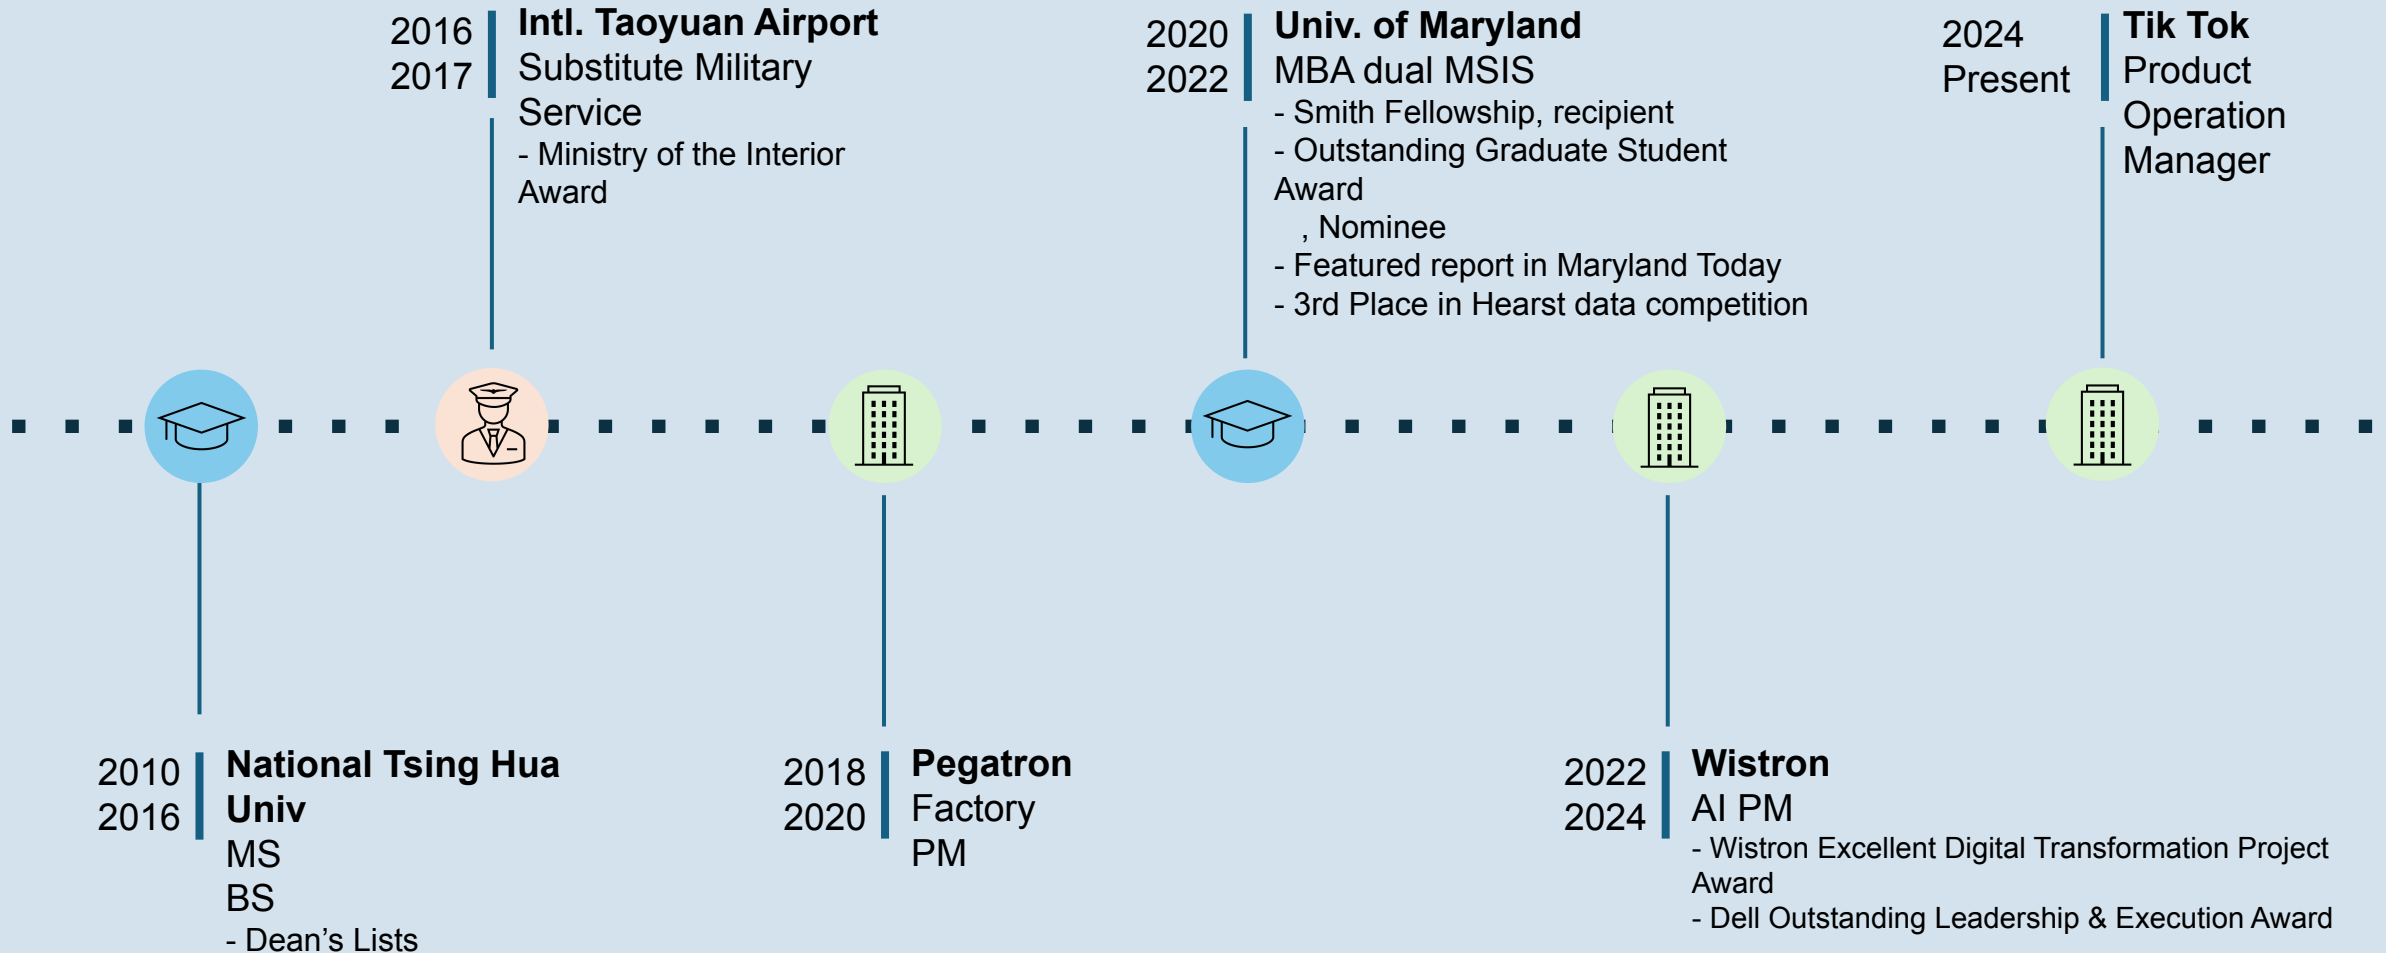 2016
2017
Intl. Taoyuan Airport
Substitute Military
Service
- Ministry of the Interior
Award
2020
2022
Univ. of Maryland
MBA dual MSIS
- Smith Fellowship, recipient
- Outstanding Graduate Student
Award
, Nominee
- Featured report in Maryland Today
- 3rd Place in Hearst data competition
2024
Present
Tik Tok
Product
Operation
Manager
2010
2016
National Tsing Hua
Univ
MS
BS
- Dean’s Lists
2018
2020
Pegatron
Factory
PM
2022
2024
Wistron
AI PM
- Wistron Excellent Digital Transformation Project
Award
- Dell Outstanding Leadership & Execution Award